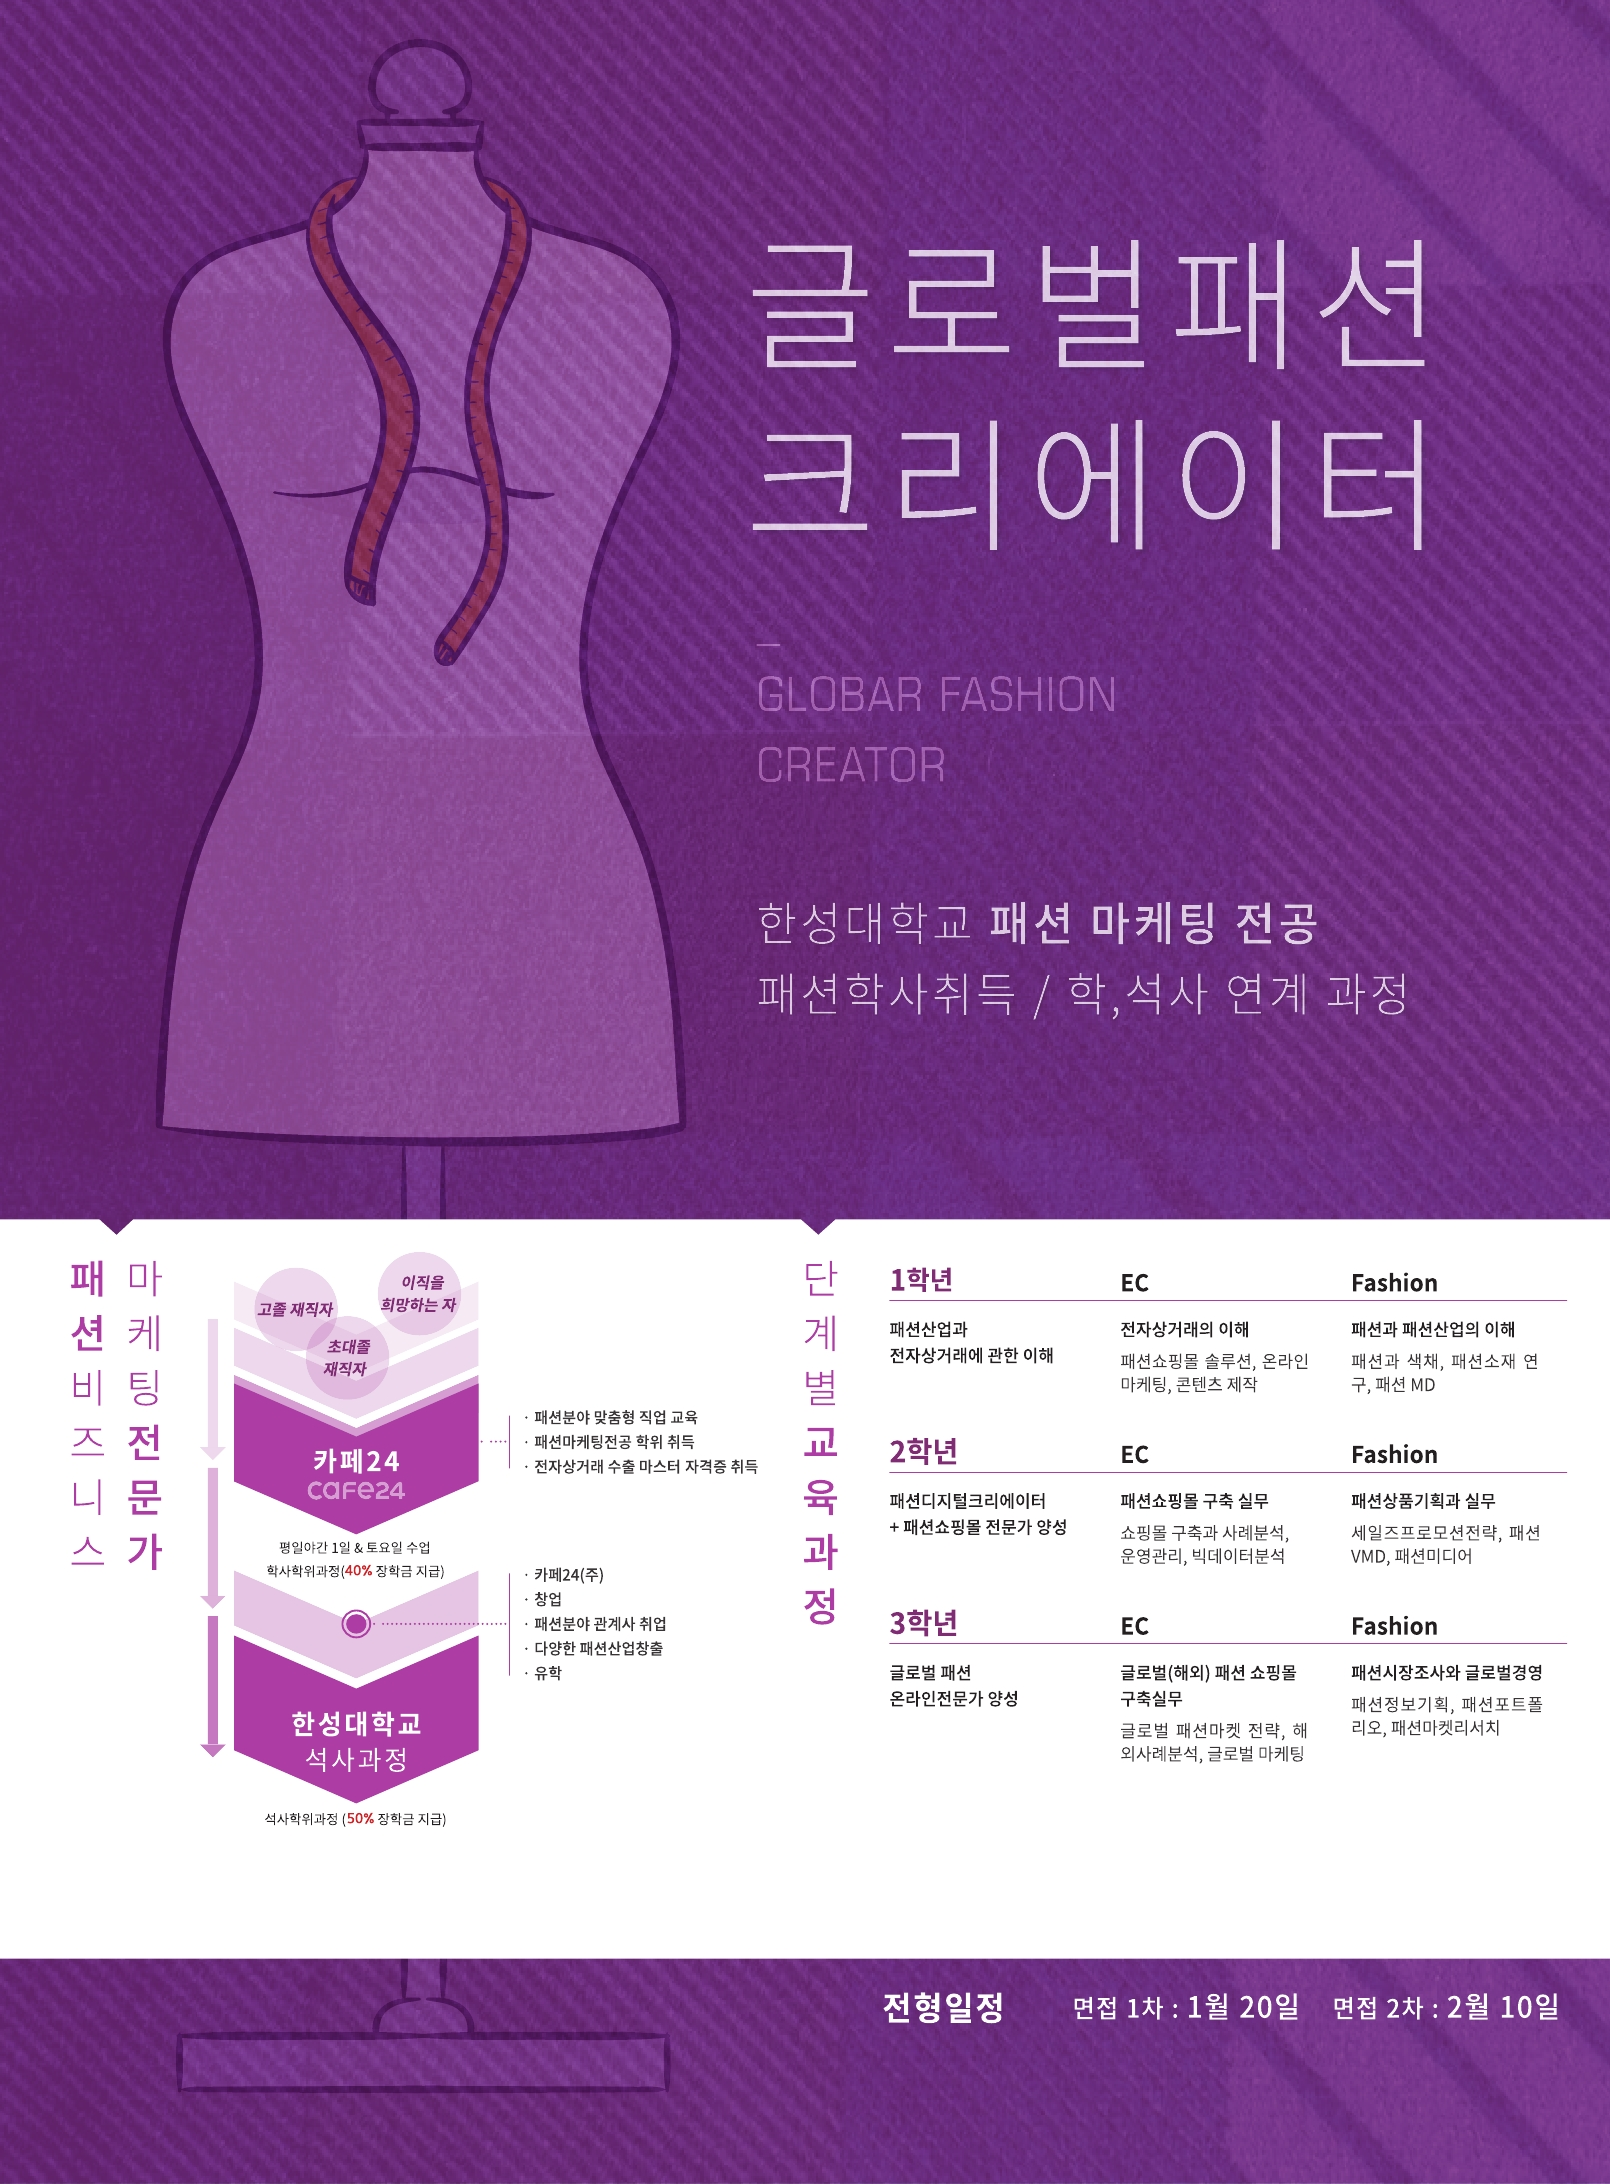 글로벌패션
크리에이터
GLOBAR FASHION
CREATOR
한성대학교 패션 마케팅 전공
패션학사취득 / 학,석사 연계 과정
패션비즈니스
마케팅전문가
고졸 재직자
이직을
희망하는 자
초대졸
재직자
카페24
cafe24
· 패션분야 맞춤형 직업 교육
· 패션마케팅전공 학위 취득
· 전자상거래 수출 마스터 자격증 취득
평일야간 1일 & 토요일 수업
학사학위과정(40% 장학금 지급)
· 카페24(주)
· 창업
· 패션분야 관계사 취업
· 다양한 패션산업창출
· 유학
한성대학교
석사과정
석사학위과정 (50% 장학금 지급)
단계별교육과정
1학년 EC Fashion
패션산업과
전자상거래에 관한 이해
전자상거래의 이해
패션쇼핑몰 솔루션, 온라인
마케팅, 콘텐츠 제작
패션과 패션산업의 이해
패션과 색채, 패션소재 연
구, 패션 MD
2학년 EC Fashion
패션디지털크리에이터
+ 패션쇼핑몰 전문가 양성
패션쇼핑몰 구축 실무
쇼핑몰 구축과 사례분석,
운영관리, 빅데이터분석
패션상품기획과 실무
세일즈프로모션전략, 패션
VMD, 패션미디어
3학년 EC Fashion
글로벌 패션
온라인전문가 양성
글로벌(해외) 패션 쇼핑몰
구축실무
글로벌 패션마켓 전략, 해
외사례분석, 글로벌 마케팅
패션시장조사와 글로벌경영
패션정보기획, 패션포트폴
리오, 패션마켓리서치
전형일정 면접 1차 : 1월 20일 면접 2차 : 2월 10일